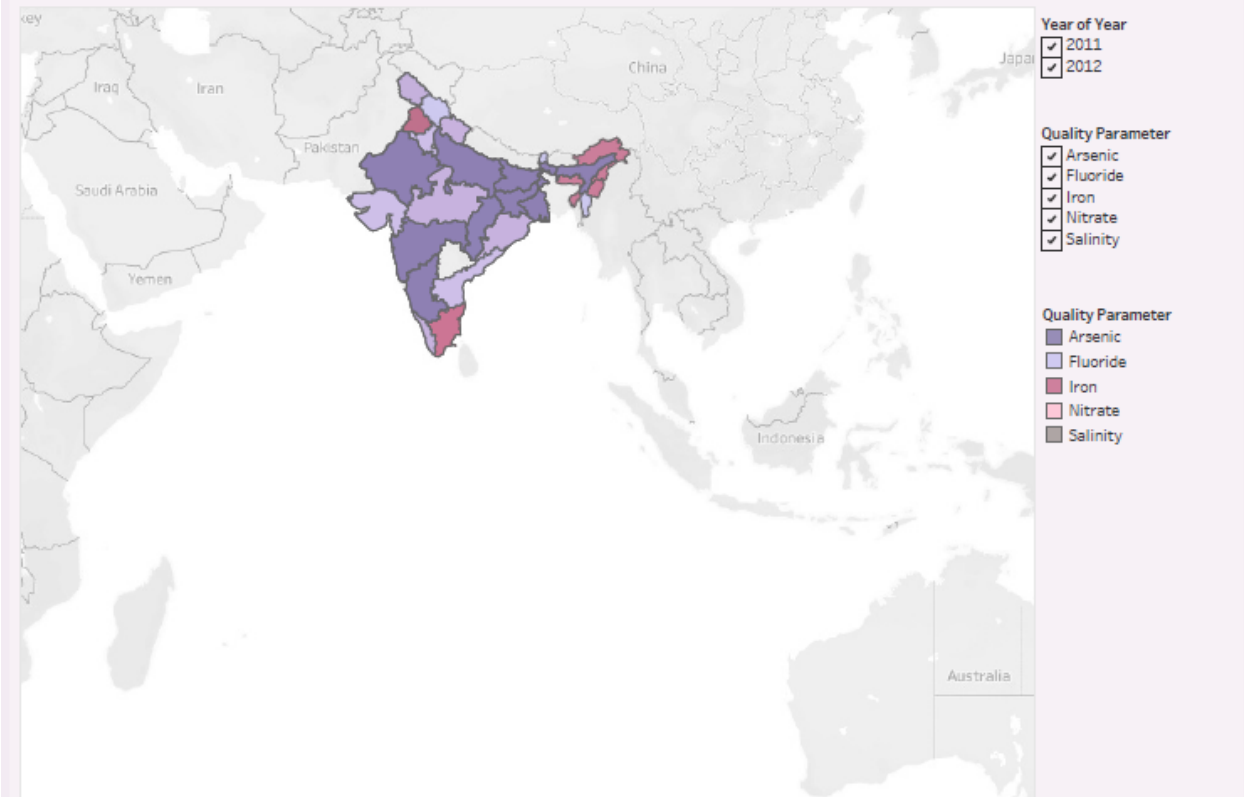 key
Iraq
Iran
China
Japa
Pakistan
Saudi Arabia
Yemen
Indonesia
Australia
Year of Year
2011
2012
Quality Parameter
Arsenic
Fluoride
Iron
Nitrate
Salinity
Quality Parameter
Arsenic
Fluoride
Iron
Nitrate
Salinity